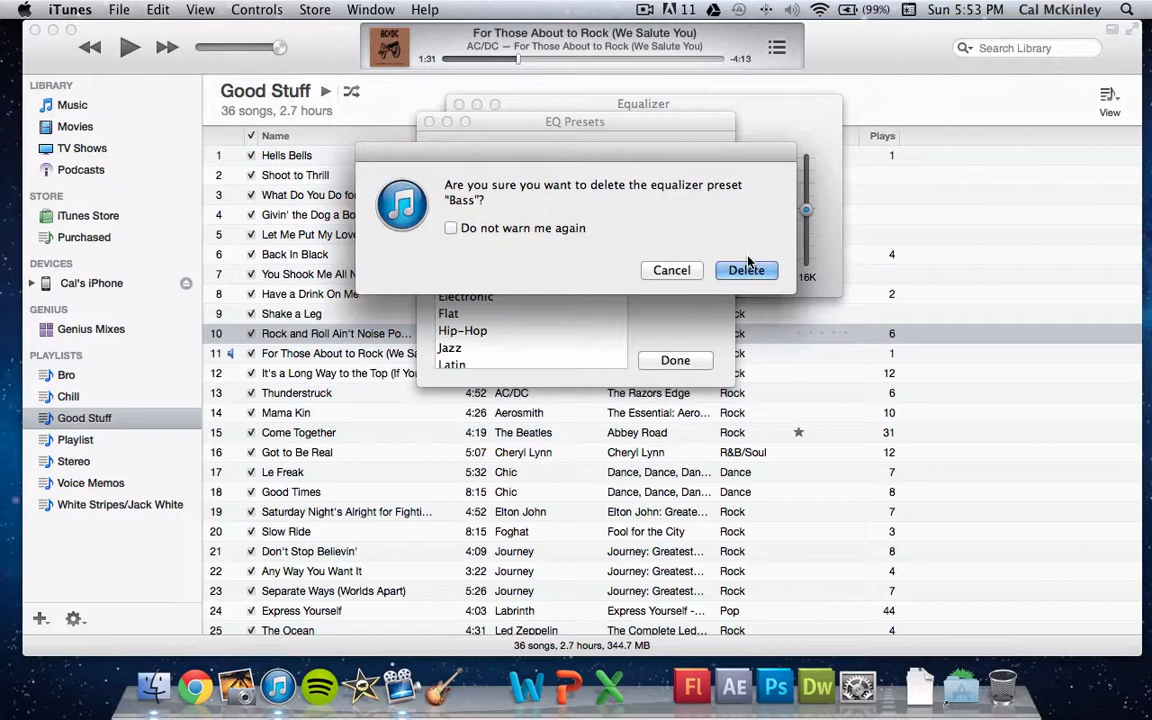 iTunes File Edit View Controls Store Window Help 11 (99%) Sun 5:53 PM Cal McKinley
For Those About to Rock (We Salute You)
AC/DC — For Those About to Rock (We Salute You)
1:31 -4:13
Search Library
LIBRARY
Music
Movies
TV Shows
Podcasts
STORE
iTunes Store
Purchased
DEVICES
Cal's iPhone
GENIUS
Genius Mixes
PLAYLISTS
Bro
Chill
Good Stuff
Playlist
Stereo
Voice Memos
White Stripes/Jack White
Good Stuff
36 songs, 2.7 hours
View
Equalizer
EQ Presets
16K
Are you sure you want to delete the equalizer preset
"Bass"?
Do not warn me again
Cancel Delete
Electronic
Flat
Hip-Hop
Jazz
Latin
Done
Name Plays
1 Hells Bells 1
2 Shoot to Thrill
3 What Do You Do for
4 Givin' the Dog a Bo
5 Let Me Put My Love
6 Back In Black 4
7 You Shook Me All
8 Have a Drink On Me 2
9 Shake a Leg
10 Rock and Roll Ain't Noise Po... 6
11 For Those About to Rock (We Sa 1
12 It's a Long Way to the Top (If You 12
13 Thunderstruck 4:52 AC/DC The Razors Edge Rock 6
14 Mama Kin 4:26 Aerosmith The Essential: Aero... Rock 10
15 Come Together 4:19 The Beatles Abbey Road Rock 31
16 Got to Be Real 5:07 Cheryl Lynn Cheryl Lynn R&B/Soul 12
17 Le Freak 5:32 Chic Dance, Dance, Dan... Dance 7
18 Good Times 8:15 Chic Dance, Dance, Dan... Dance 8
19 Saturday Night's Alright for Fighti... 4:52 Elton John Elton John: Greatest... Rock 7
20 Slow Ride 8:15 Foghat Fool for the City Rock 3
21 Don't Stop Believin' 4:09 Journey Journey: Greatest... Rock 8
22 Any Way You Want It 3:22 Journey Journey: Greatest... Rock 4
23 Separate Ways (Worlds Apart) 5:26 Journey Journey: Greatest... Rock 7
24 Express Yourself 4:03 Labrinth Express Yourself -... Pop 44
25 The Ocean 4:31 Led Zeppelin The Complete Led... Rock 4
36 songs, 2.7 hours, 344.7 MB
W P X Fl AE Ps Dw